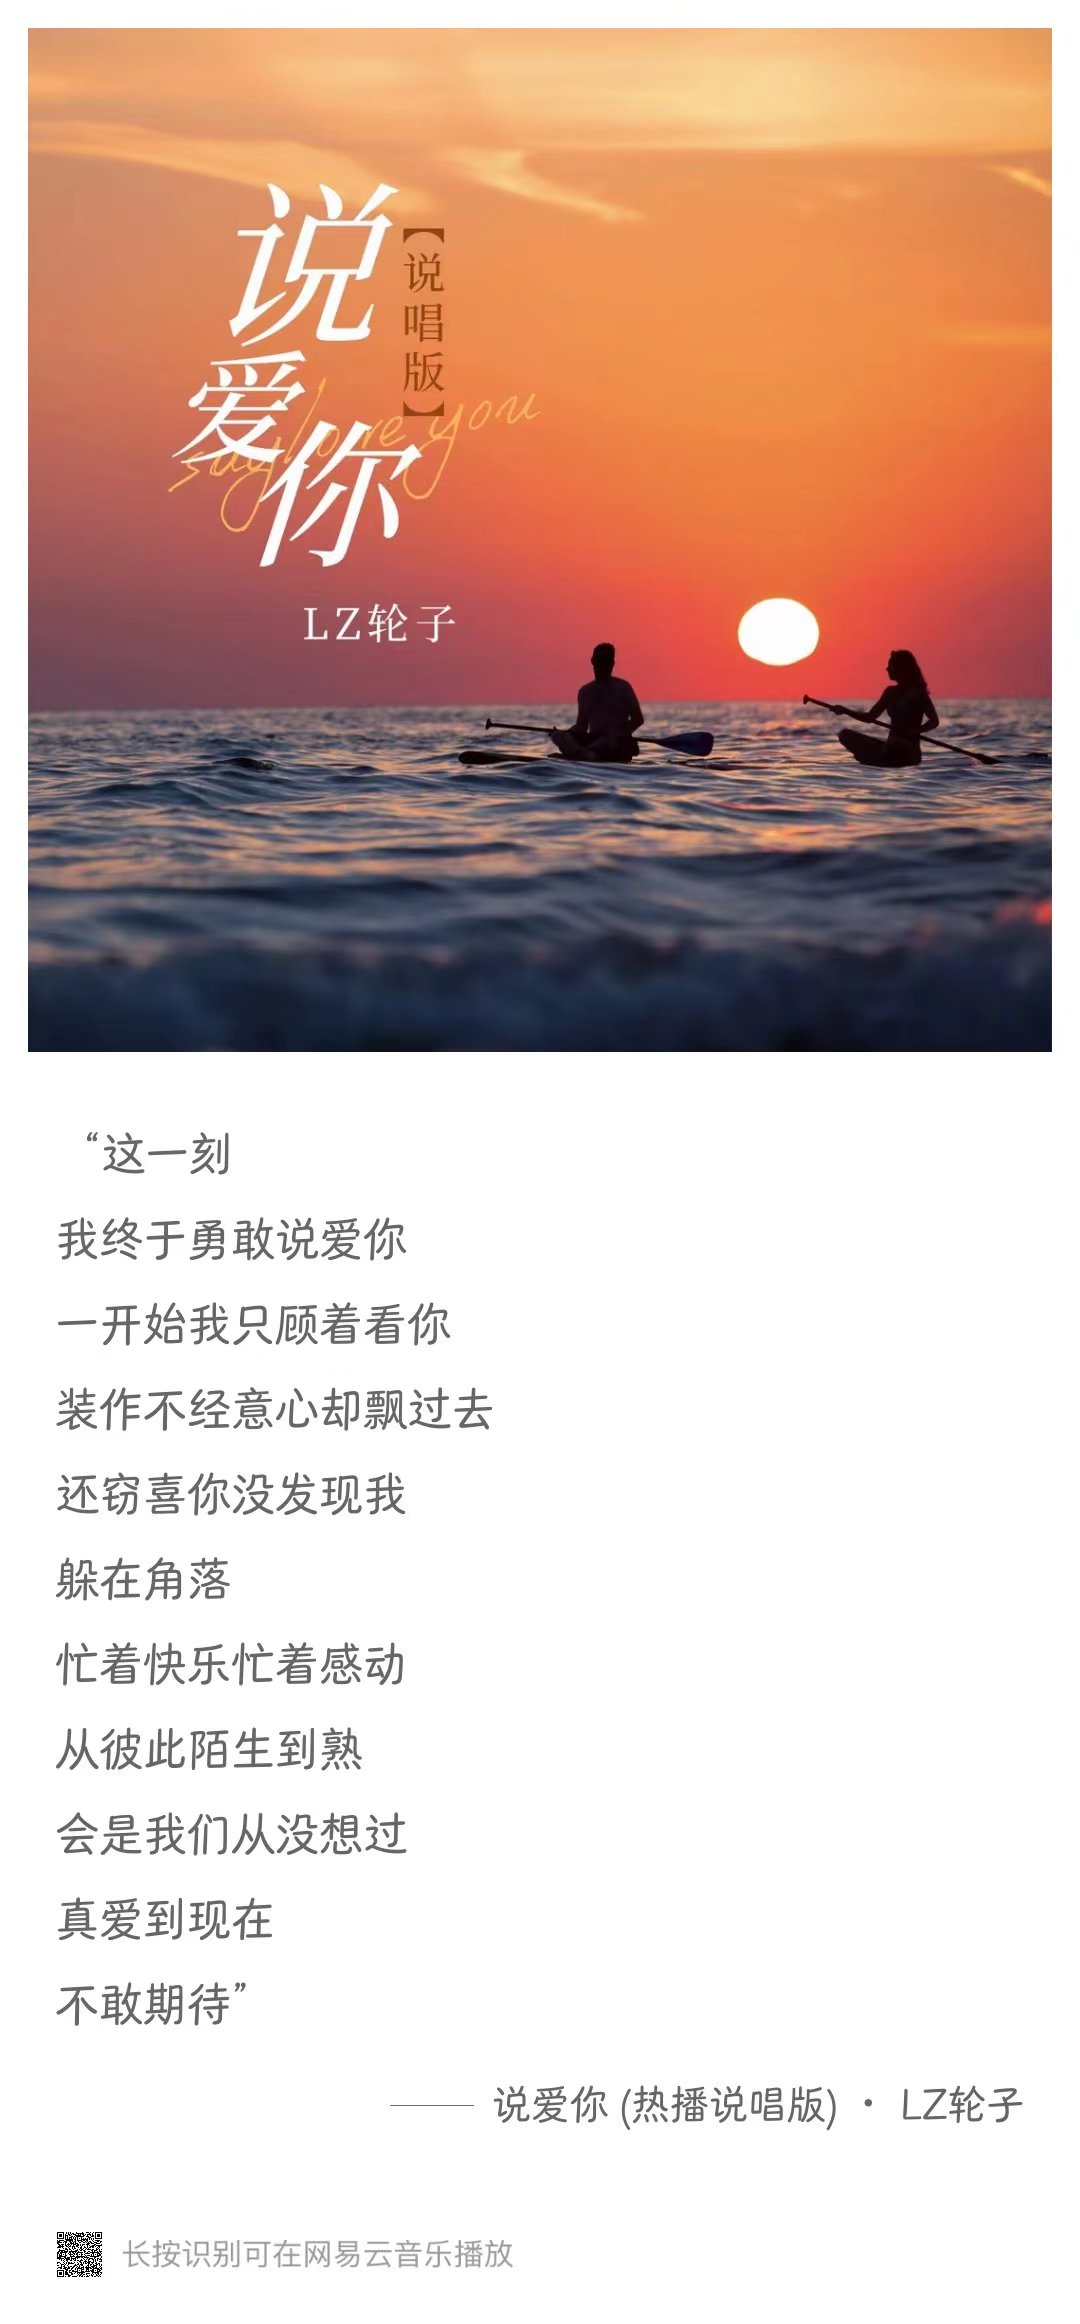 说爱你
【说唱版】
say love you
LZ轮子
“这一刻
我终于勇敢说爱你
一开始我只顾着看你
装作不经意心却飘过去
还窃喜你没发现我
躲在角落
忙着快乐忙着感动
从彼此陌生到熟
会是我们从没想过
真爱到现在
不敢期待”
—— 说爱你 (热播说唱版) · LZ轮子
长按识别可在网易云音乐播放